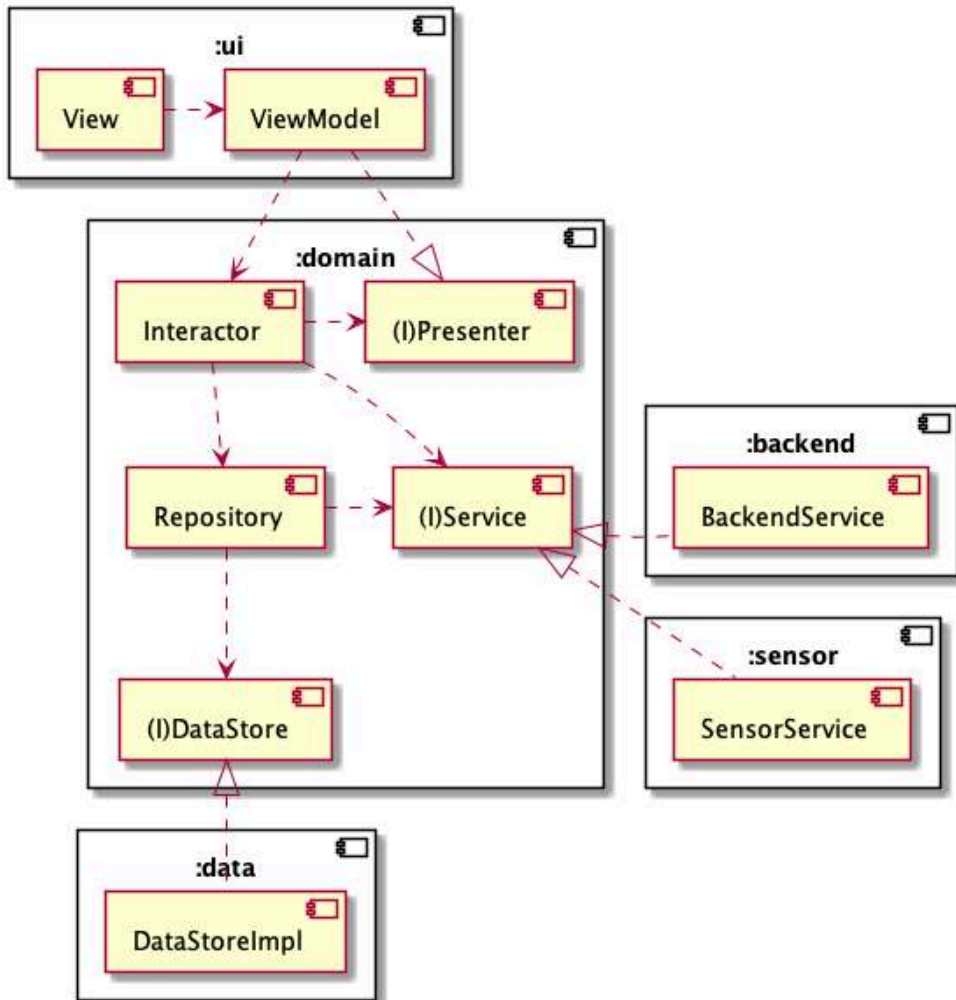 :ui
View
ViewModel
:domain
Interactor
(I)Presenter
:backend
Repository
(I)Service
BackendService
:sensor
(I)DataStore
SensorService
:data
DataStoreImpl